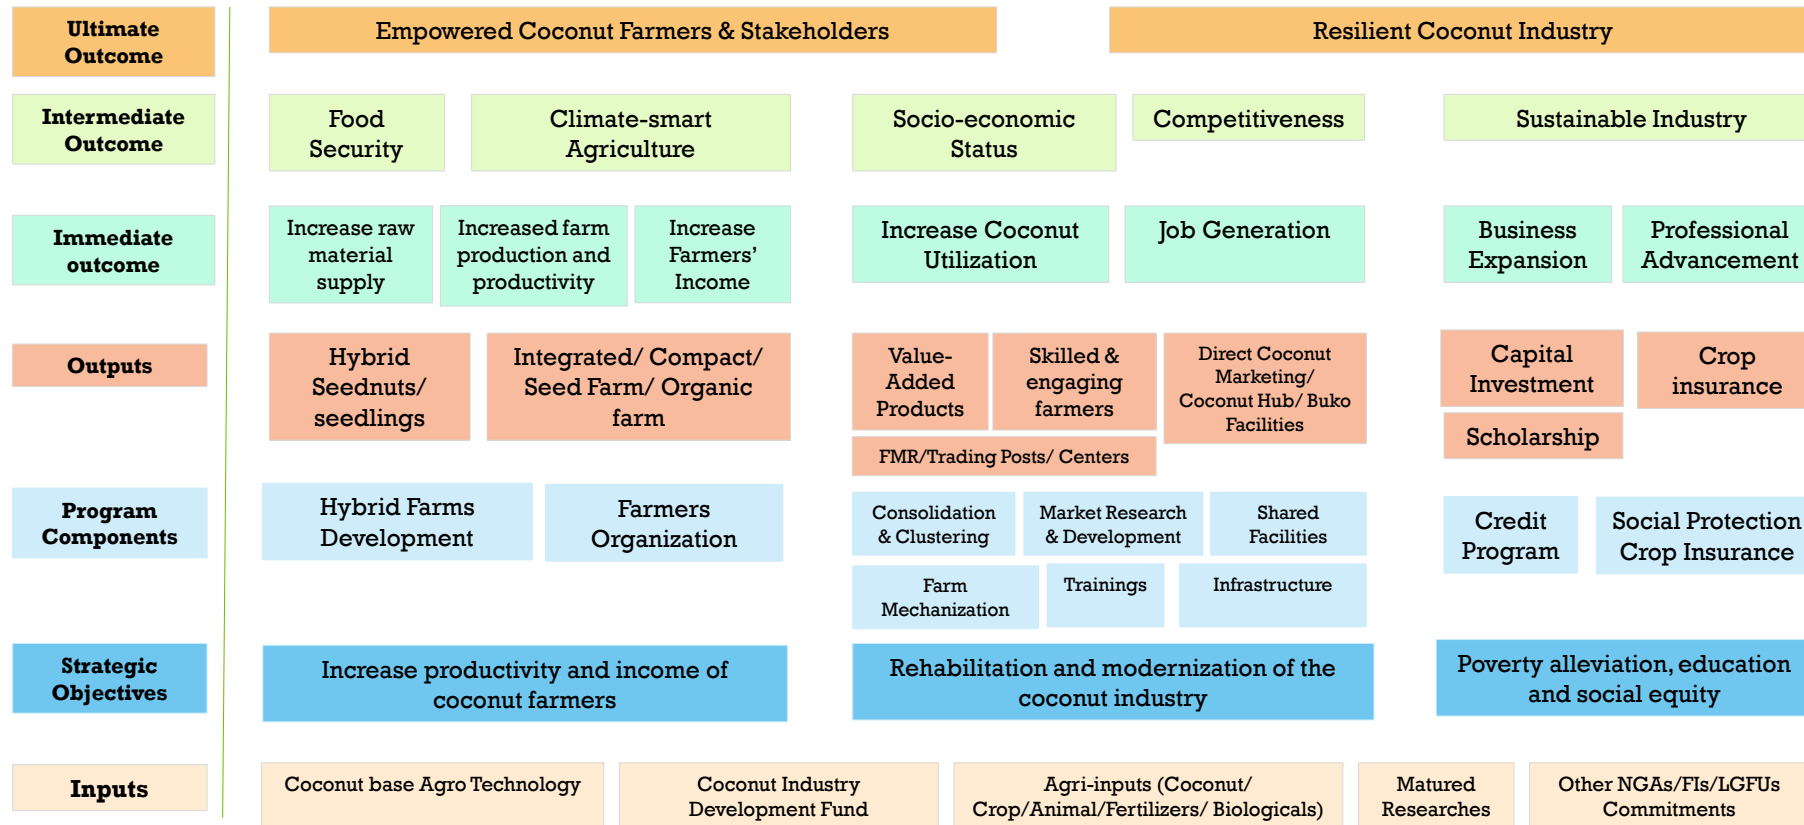 Ultimate
Outcome
Empowered Coconut Farmers & Stakeholders
Resilient Coconut Industry
Intermediate
Outcome
Food
Security
Climate-smart
Agriculture
Socio-economic
Status
Competitiveness
Sustainable Industry
Immediate
outcome
Increase raw
material
supply
Increased farm
production and
productivity
Increase
Farmers'
Income
Increase Coconut
Utilization
Job Generation
Business
Expansion
Professional
Advancement
Outputs
Hybrid
Seednuts/
seedlings
Integrated/ Compact/
Seed Farm/ Organic
farm
Value-
Added
Products
Skilled &
engaging
farmers
Direct Coconut
Marketing/
Coconut Hub/ Buko
Facilities
FMR/Trading Posts/ Centers
Capital
Investment
Crop
insurance
Scholarship
Program
Components
Hybrid Farms
Development
Farmers
Organization
Consolidation
& Clustering
Market Research
& Development
Shared
Facilities
Farm
Mechanization
Trainings
Infrastructure
Credit
Program
Social Protection
Crop Insurance
Strategic
Objectives
Increase productivity and income of
coconut farmers
Rehabilitation and modernization of the
coconut industry
Poverty alleviation, education
and social equity
Inputs
Coconut base Agro Technology
Coconut Industry
Development Fund
Agri-inputs (Coconut/
Crop/Animal/Fertilizers/ Biologicals)
Matured
Researches
Other NGAs/FIs/LGFUs
Commitments